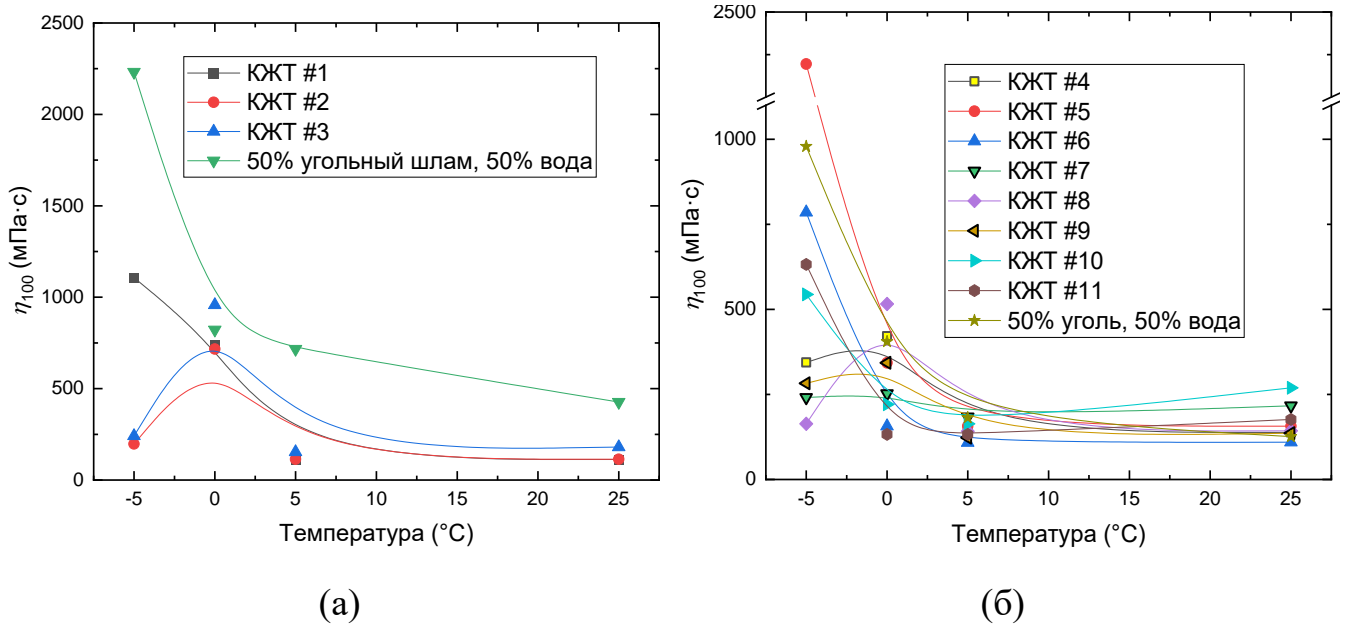 2500
2000
1500
1000
500
0
η100 (мПа·с)
КЖТ #1
КЖТ #2
КЖТ #3
50% угольный шлам, 50% вода
-5 0 5 10 15 20 25
Температура (°C)
(а)
2500
1000
500
0
η100 (мПа·с)
КЖТ #4
КЖТ #5
КЖТ #6
КЖТ #7
КЖТ #8
КЖТ #9
КЖТ #10
КЖТ #11
50% уголь, 50% вода
-5 0 5 10 15 20 25
Температура (°C)
(б)